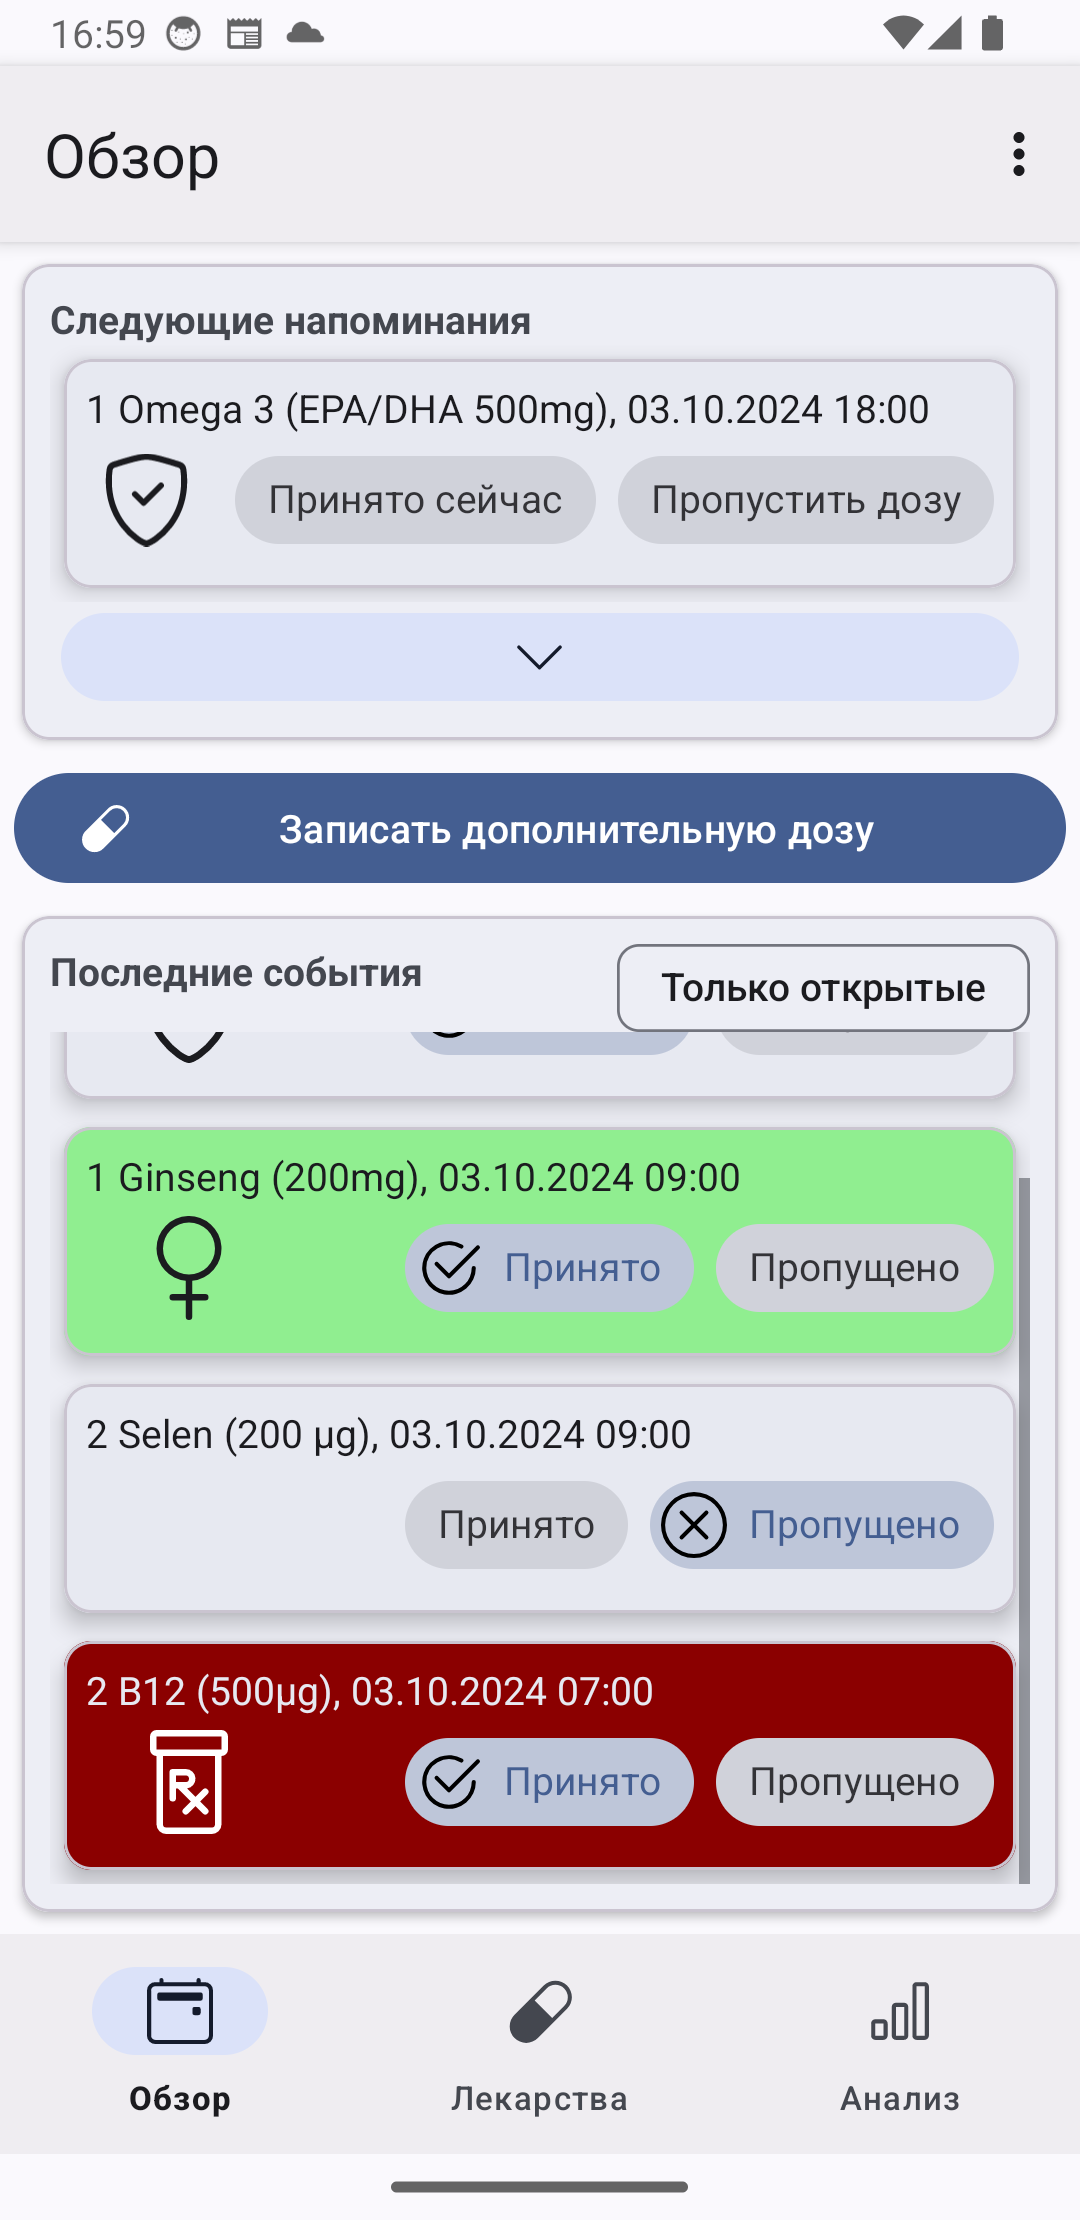 16:59
Обзор
Следующие напоминания
1 Omega 3 (EPA/DHA 500mg), 03.10.2024 18:00
Принято сейчас
Пропустить дозу
Записать дополнительную дозу
Последние события
Только открытые
1 Ginseng (200mg), 03.10.2024 09:00
Принято
Пропущено
2 Selen (200 µg), 03.10.2024 09:00
Принято
Пропущено
2 B12 (500µg), 03.10.2024 07:00
Rx
Принято
Пропущено
Обзор
Лекарства
Анализ